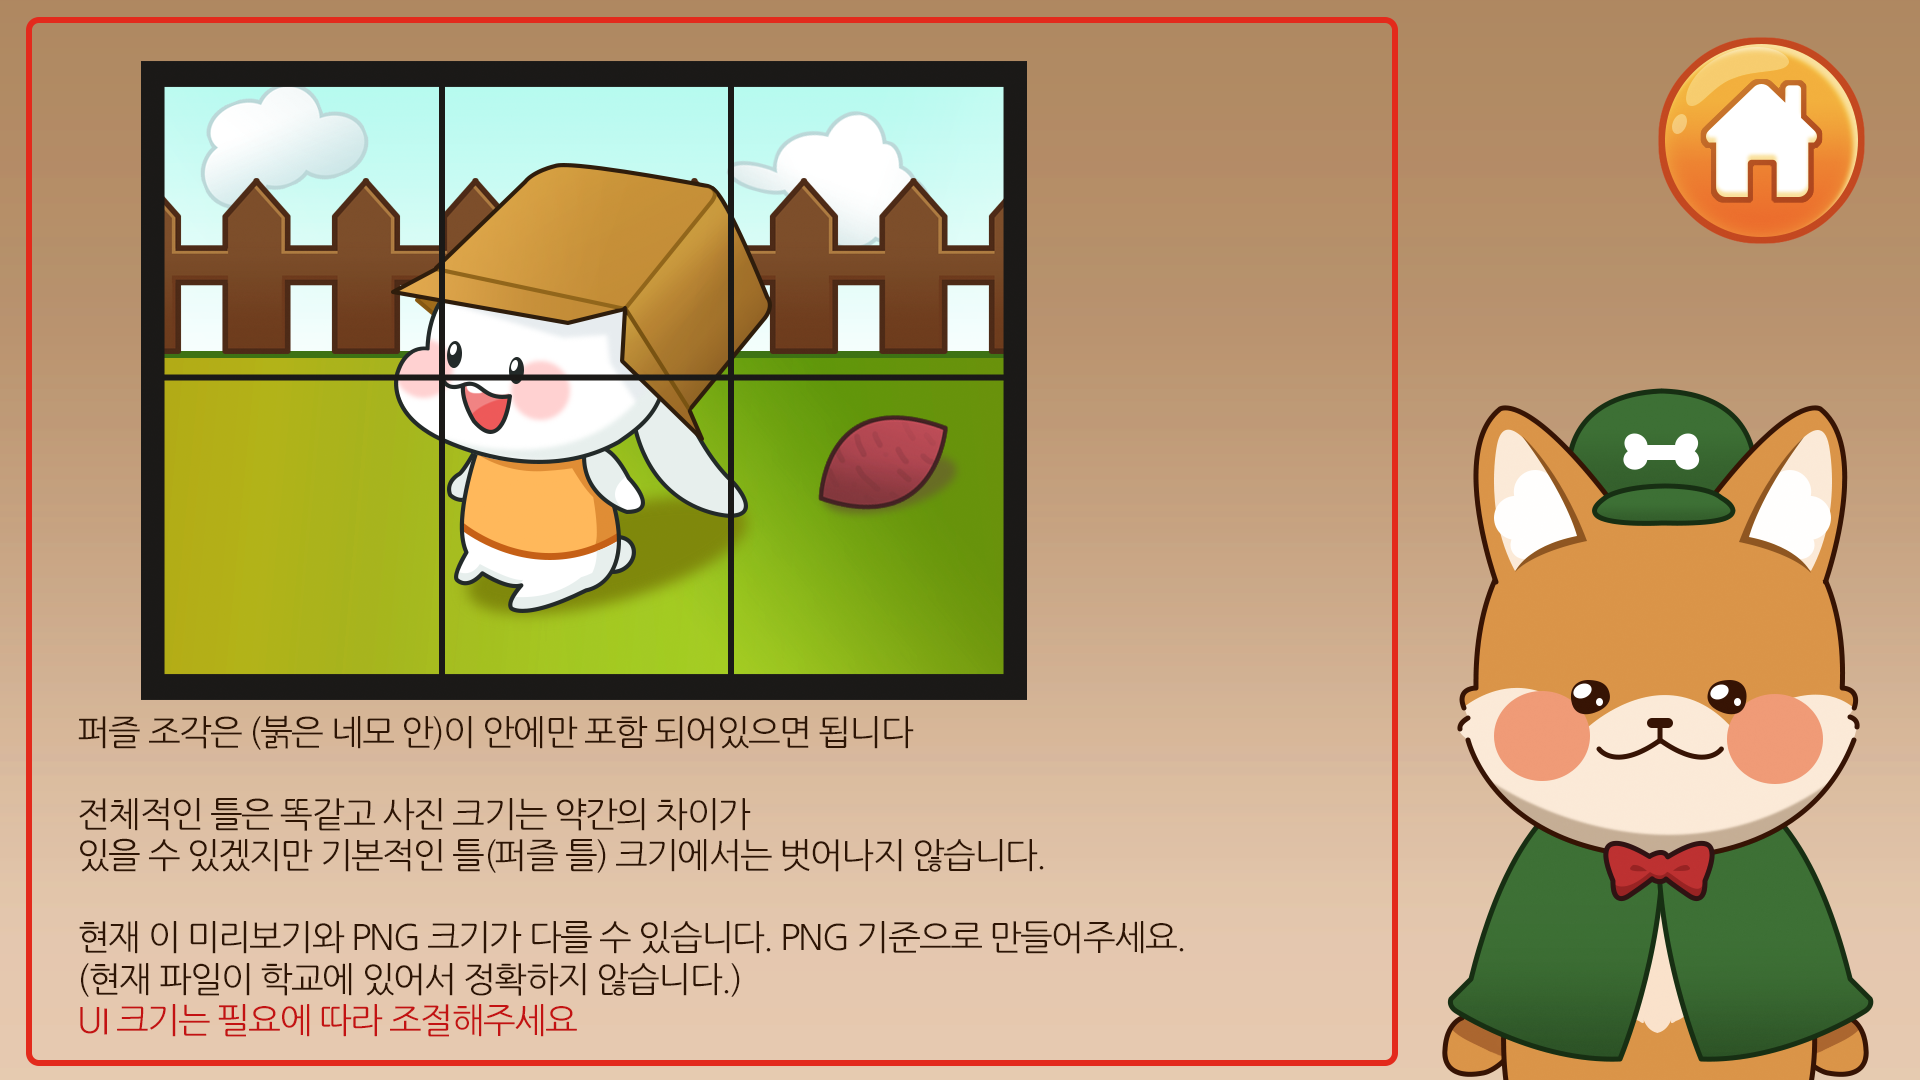 퍼즐 조각은 (붉은 네모 안)이 안에만 포함 되어있으면 됩니다
전체적인 틀은 똑같고 사진 크기는 약간의 차이가
있을 수 있겠지만 기본적인 틀(퍼즐 틀) 크기에서는 벗어나지 않습니다.
현재 이 미리보기와 PNG 크기가 다를 수 있습니다. PNG 기준으로 만들어주세요.
(현재 파일이 학교에 있어서 정확하지 않습니다.)
UI 크기는 필요에 따라 조절해주세요